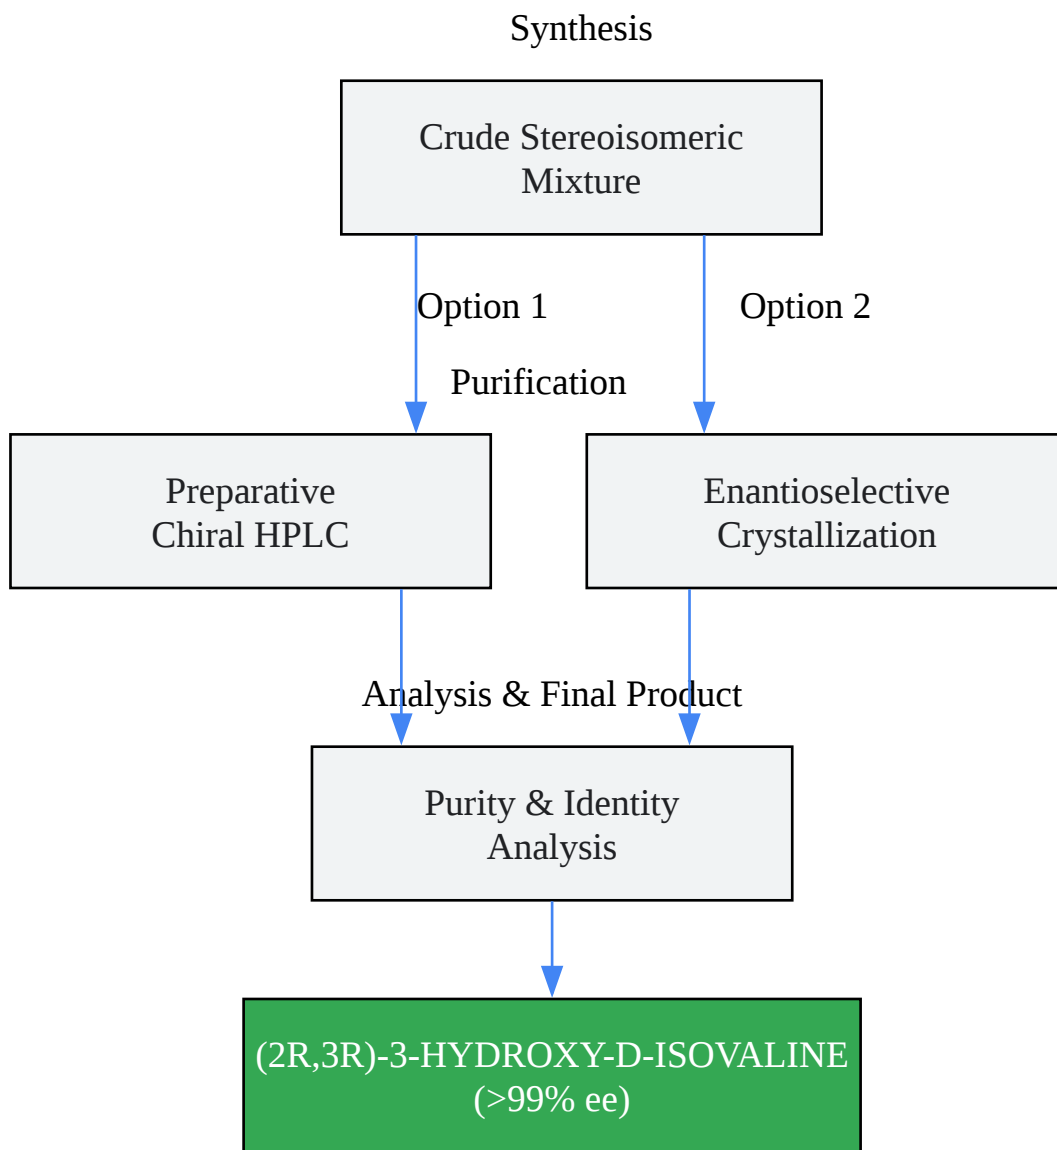 Synthesis
Crude Stereoisomeric
Mixture
Option 1
Option 2
Purification
Preparative
Chiral HPLC
Enantioselective
Crystallization
Analysis & Final Product
Purity & Identity
Analysis
(2R,3R)-3-HYDROXY-D-ISOVALINE
(>99% ee)